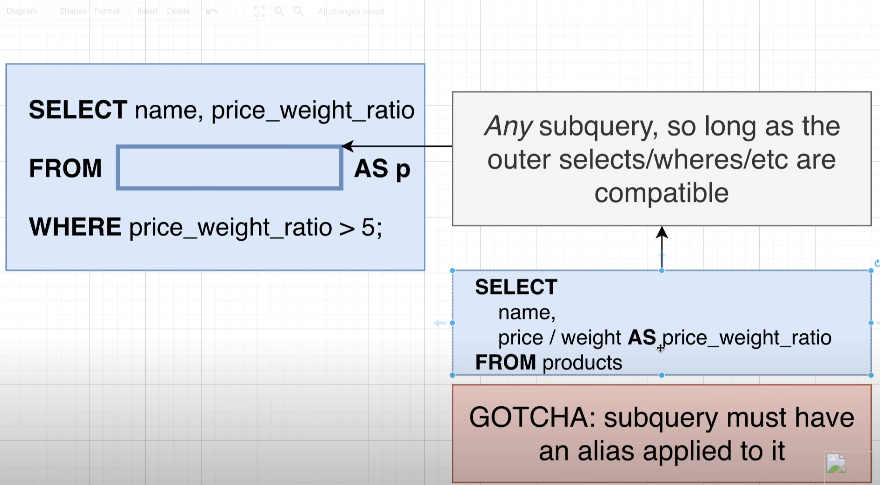 Diagram Shapes Format Insert Delete All changes saved
SELECT name, price_weight_ratio
FROM AS p
WHERE price_weight_ratio > 5;
Any subquery, so long as the
outer selects/wheres/etc are
compatible
SELECT
name,
price / weight AS price_weight_ratio
FROM products
GOTCHA: subquery must have
an alias applied to it